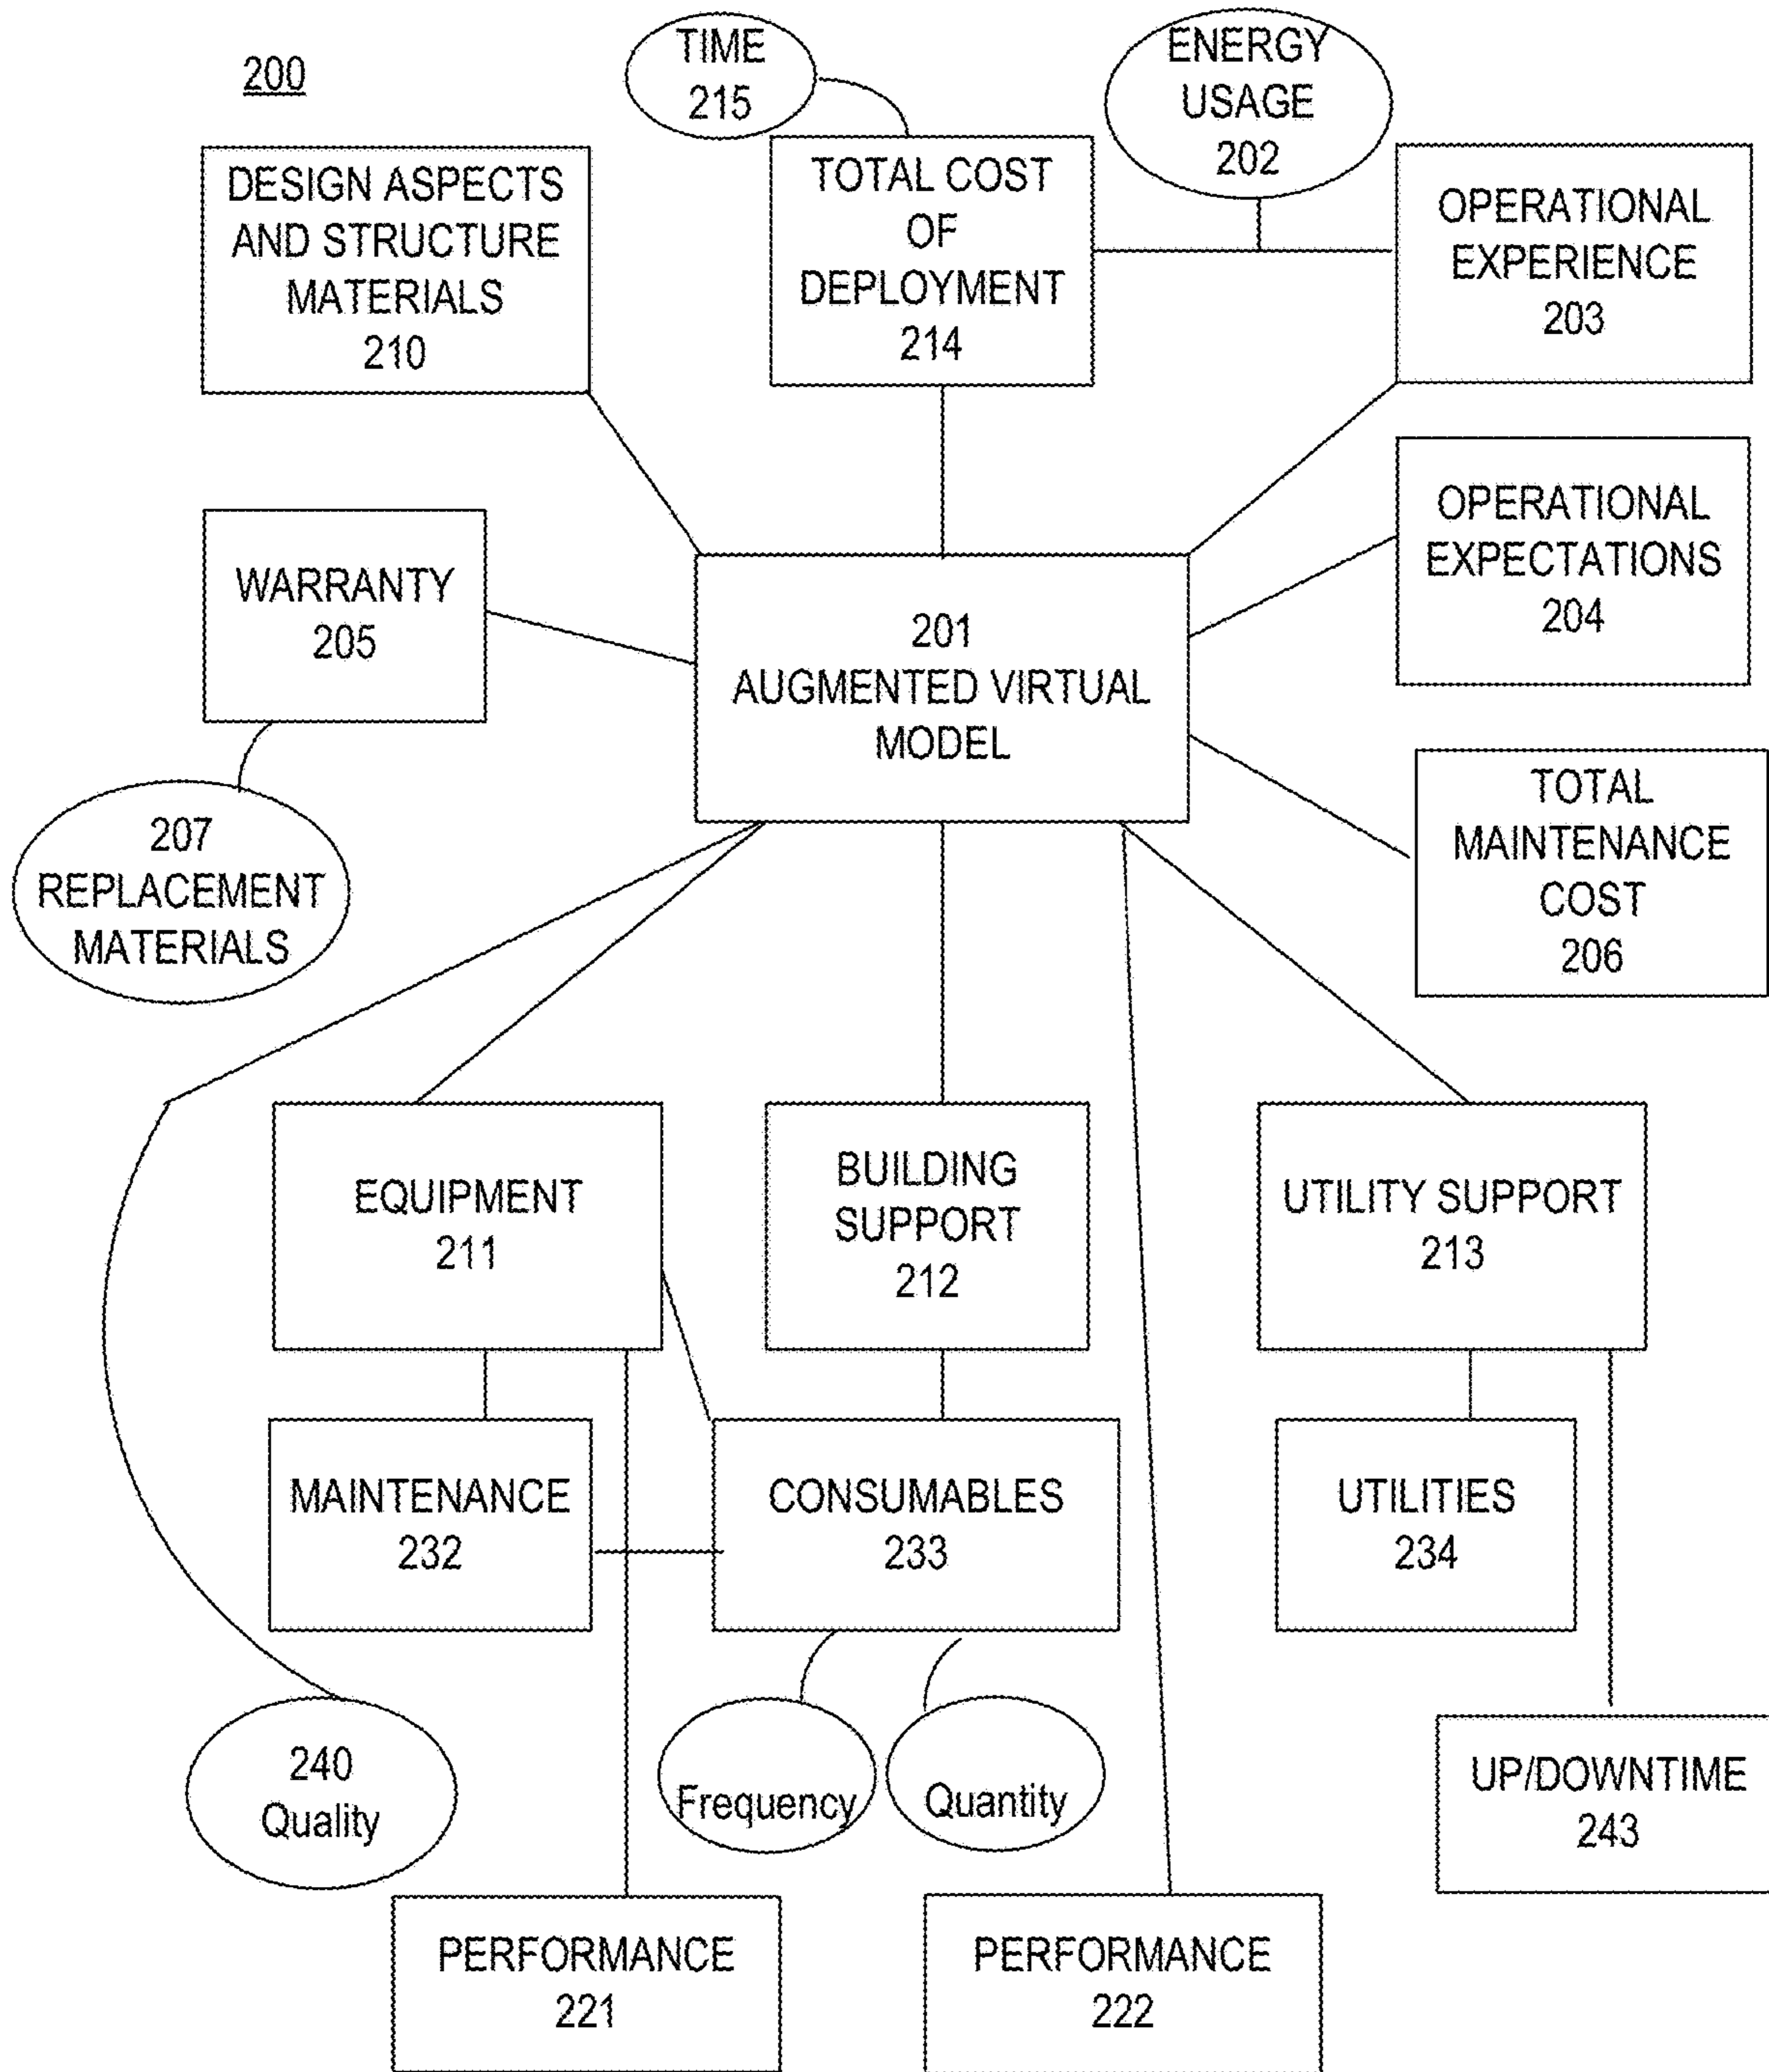 200
TIME
215
ENERGY
USAGE
202
DESIGN ASPECTS
AND STRUCTURE
MATERIALS
210
TOTAL COST
OF
DEPLOYMENT
214
OPERATIONAL
EXPERIENCE
203
WARRANTY
205
201
AUGMENTED VIRTUAL
MODEL
OPERATIONAL
EXPECTATIONS
204
207
REPLACEMENT
MATERIALS
TOTAL
MAINTENANCE
COST
206
EQUIPMENT
211
BUILDING
SUPPORT
212
UTILITY SUPPORT
213
MAINTENANCE
232
CONSUMABLES
233
UTILITIES
234
240
Quality
Frequency
Quantity
UP/DOWNTIME
243
PERFORMANCE
221
PERFORMANCE
222